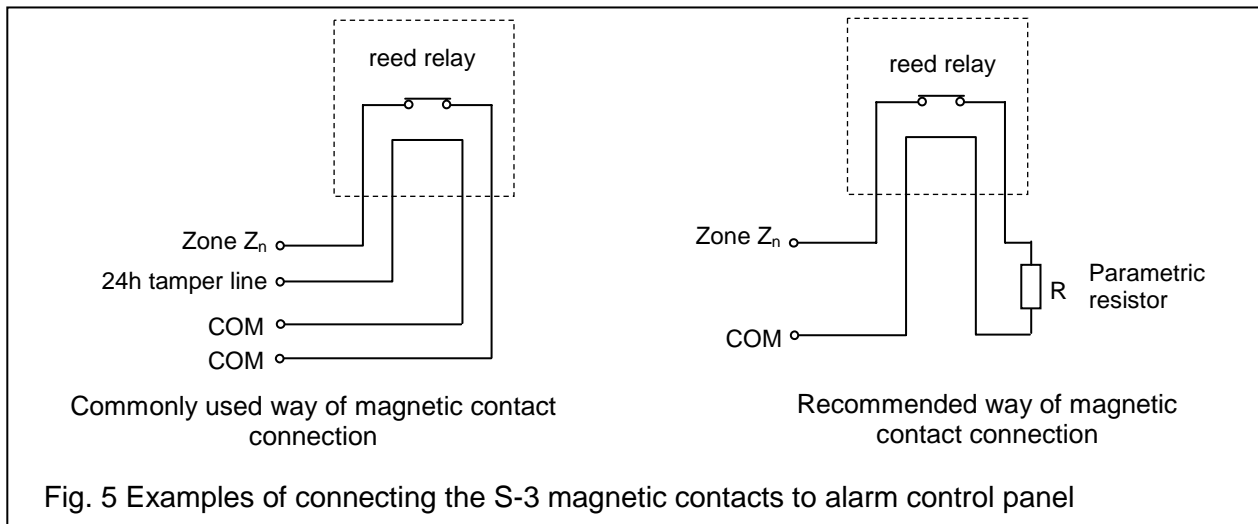 reed relay
Zone Zn
24h tamper line
COM
COM
Commonly used way of magnetic contact
connection
reed relay
Zone Zn
COM
R
Parametric
resistor
Recommended way of magnetic
contact connection
Fig. 5 Examples of connecting the S-3 magnetic contacts to alarm control panel